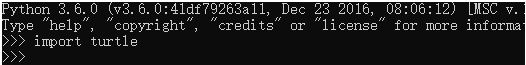 Python 3.6.0 (v3.6.0:41df79263a11, Dec 23 2016, 08:06:12) [MSC v.
Type "help", "copyright", "credits" or "license" for more
>>> import turtle
>>>